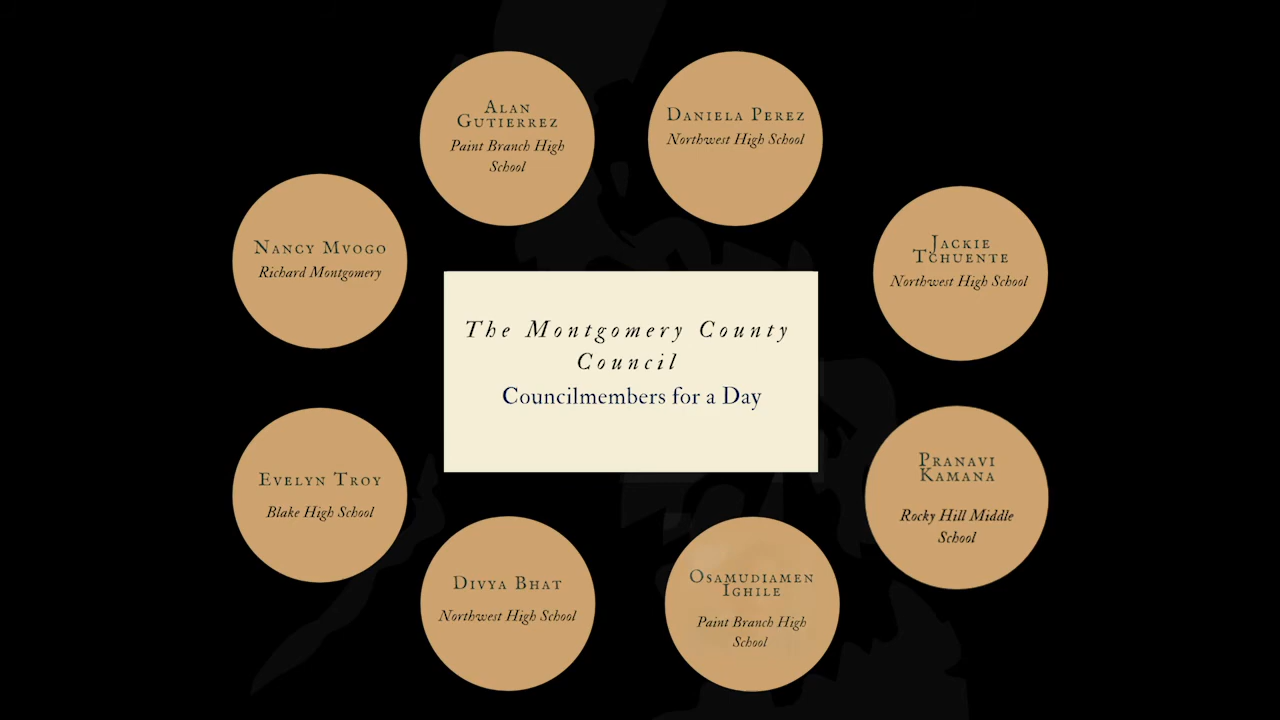 Alan
Gutierrez
Paint Branch High
School
Daniela Perez
Northwest High School
Nancy Mvogo
Richard Montgomery
Jackie
Tchuente
Northwest High School
The Montgomery County
Council
Councilmembers for a Day
Evelyn Troy
Blake High School
Pranavi
Kamana
Rocky Hill Middle
School
Divya Bhat
Northwest High School
Osamudiamen
Ighile
Paint Branch High
School